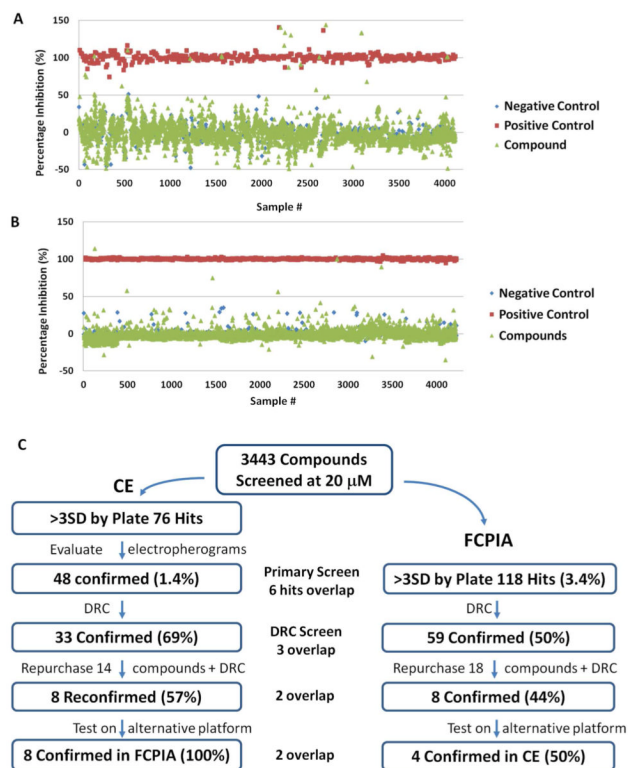 A
150
100
50
0
-50
Percentage Inhibition (%)
0 500 1000 1500 2000 2500 3000 3500 4000
Sample #
Negative Control
Positive Control
Compound
B
150
100
50
0
-50
Percentage Inhibition (%)
0 500 1000 1500 2000 2500 3000 3500 4000
Sample #
Negative Control
Positive Control
Compounds
C
3443 Compounds
Screened at 20 μM
CE
>3SD by Plate 76 Hits
Evaluate electropherograms
48 confirmed (1.4%)
DRC
33 Confirmed (69%)
Repurchase 14 compounds + DRC
8 Reconfirmed (57%)
Test on alternative platform
8 Confirmed in FCPIA (100%)
Primary Screen
6 hits overlap
DRC Screen
3 overlap
2 overlap
2 overlap
FCPIA
>3SD by Plate 118 Hits (3.4%)
DRC
59 Confirmed (50%)
Repurchase 18 compounds + DRC
8 Confirmed (44%)
Test on alternative platform
4 Confirmed in CE (50%)